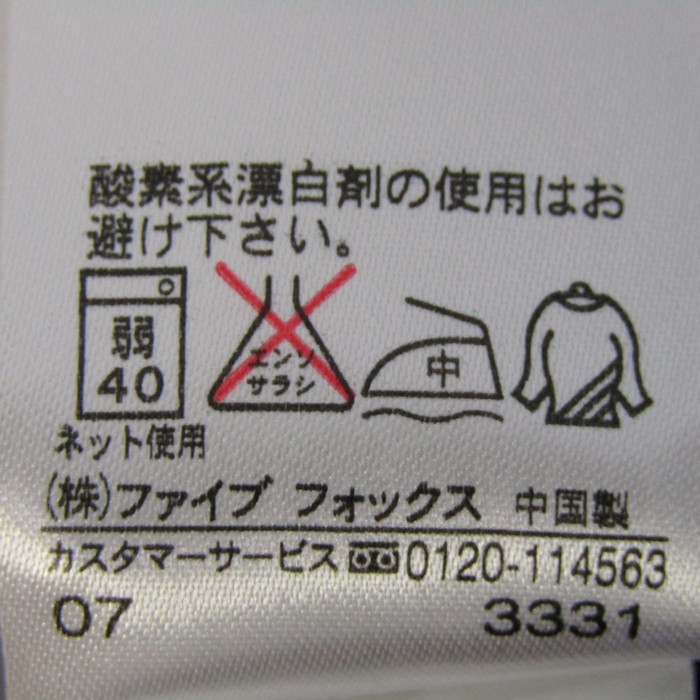 酸素系漂白剤の使用はお
避け下さい。
弱
40
エンソ
サラシ
中
ネット使用
(株)ファイブ フォックス 中国製
カスタマーサービス 0120-114563
07 3331